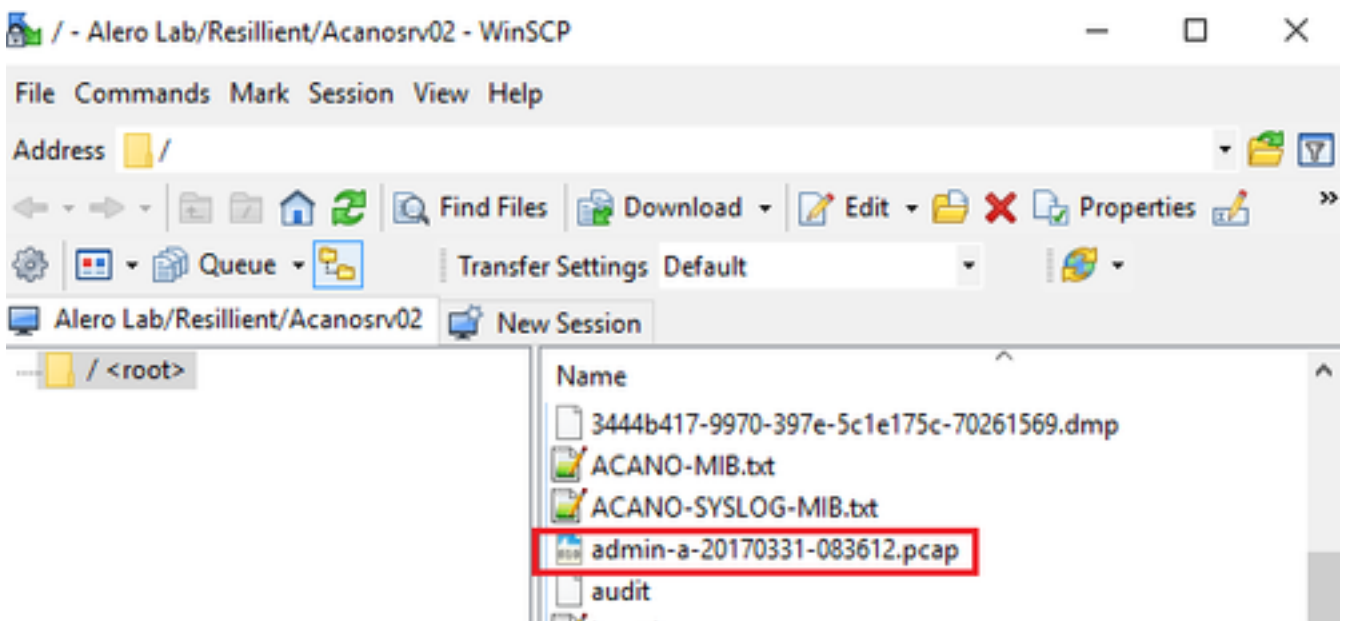 / - Alero Lab/Resillient/Acanosrv02 - WinSCP
File Commands Mark Session View Help
Address /
Find Files Download Edit Properties »
Queue Transfer Settings Default
Alero Lab/Resillient/Acanosrv02 New Session
/ <root>
Name
3444b417-9970-397e-5c1e175c-70261569.dmp
ACANO-MIB.txt
ACANO-SYSLOG-MIB.txt
admin-a-20170331-083612.pcap
audit